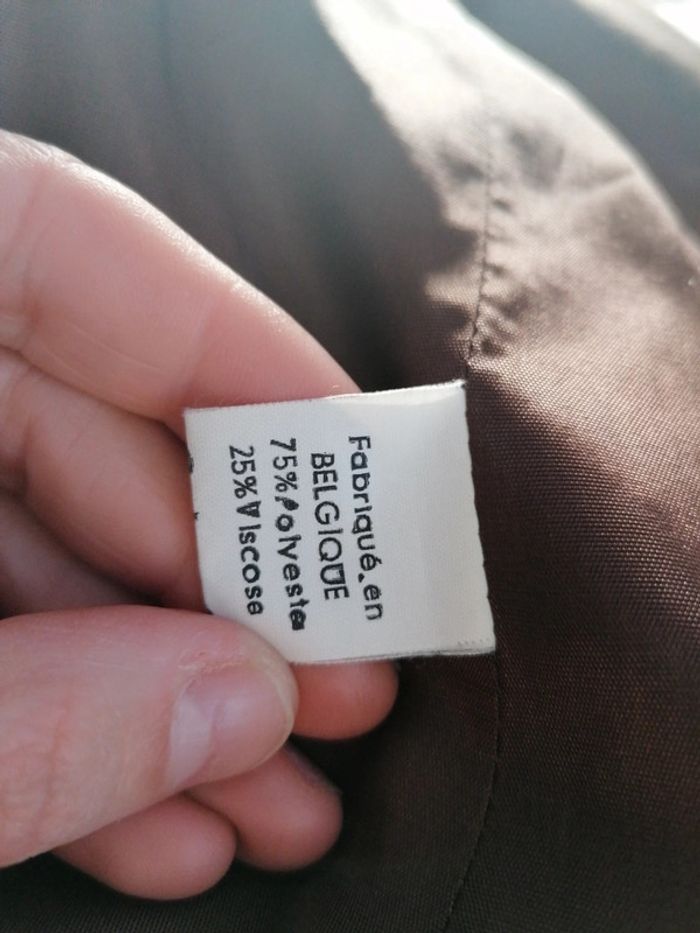 Fabriqué en
BELGIQUE
75% Polyester
25% Viscose